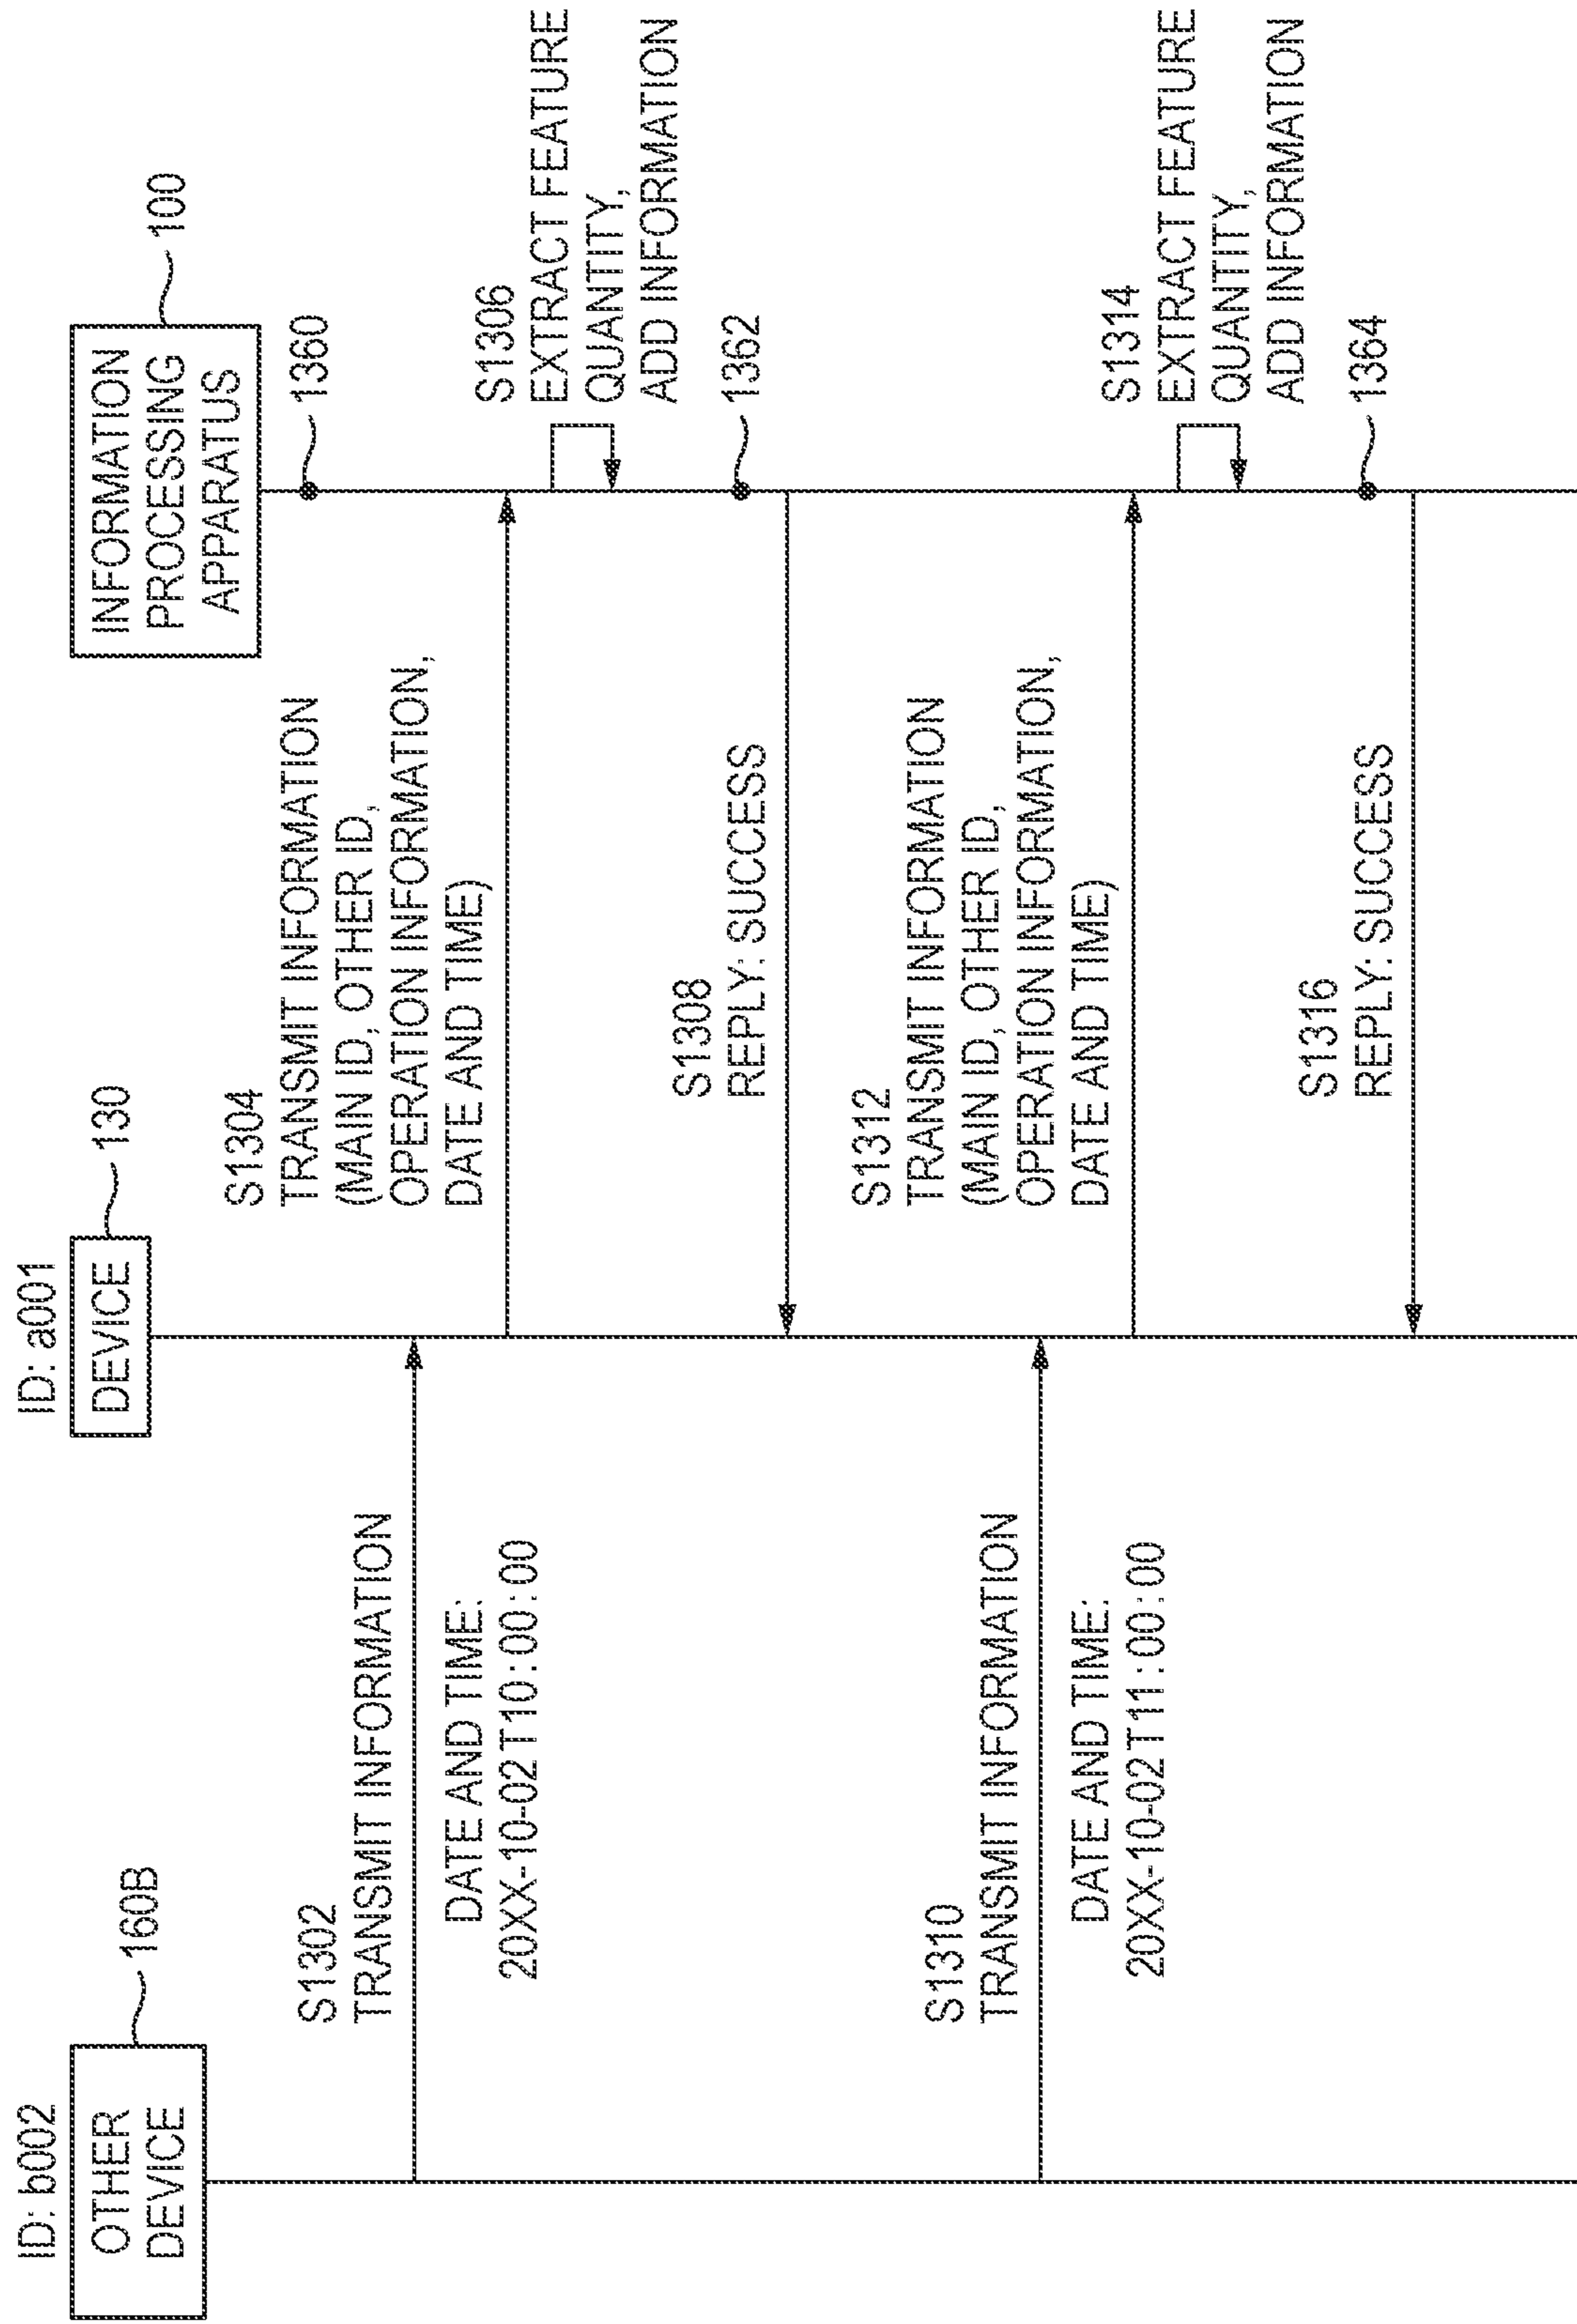 ID: b002
OTHER
DEVICE
160B
ID: a001
DEVICE
130
INFORMATION
PROCESSING
APPARATUS
100
1360
S1302
TRANSMIT INFORMATION
DATE AND TIME:
20XX-10-02T10:00:00
S1304
TRANSMIT INFORMATION
(MAIN ID, OTHER ID,
OPERATION INFORMATION,
DATE AND TIME)
S1306
EXTRACT FEATURE
QUANTITY,
ADD INFORMATION
1362
S1308
REPLY: SUCCESS
S1310
TRANSMIT INFORMATION
DATE AND TIME:
20XX-10-02T11:00:00
S1312
TRANSMIT INFORMATION
(MAIN ID, OTHER ID,
OPERATION INFORMATION,
DATE AND TIME)
S1314
EXTRACT FEATURE
QUANTITY,
ADD INFORMATION
1364
S1316
REPLY: SUCCESS